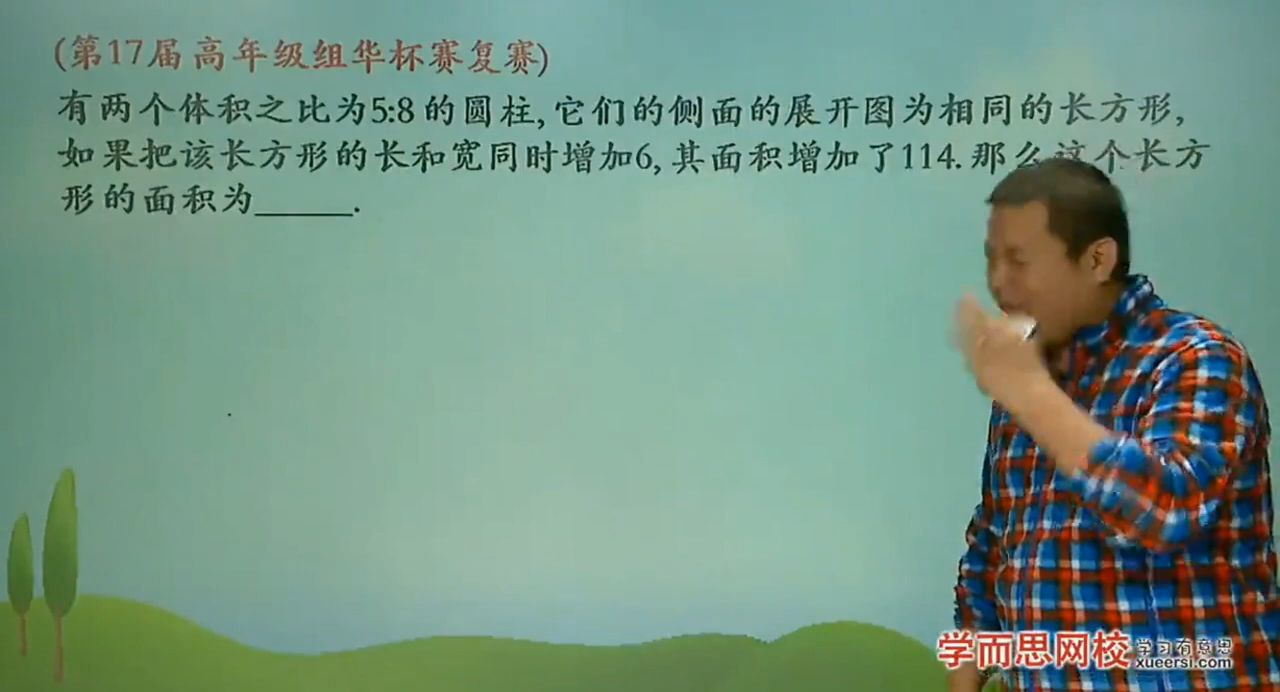 (第17届高年级组华杯赛复赛)
有两个体积之比为5:8的圆柱,它们的侧面的展开图为相同的长方形,
如果把该长方形的长和宽同时增加6,其面积增加了114.那么这个长方
形的面积为_____.
学而思网校 学习有意思
xueersi.com